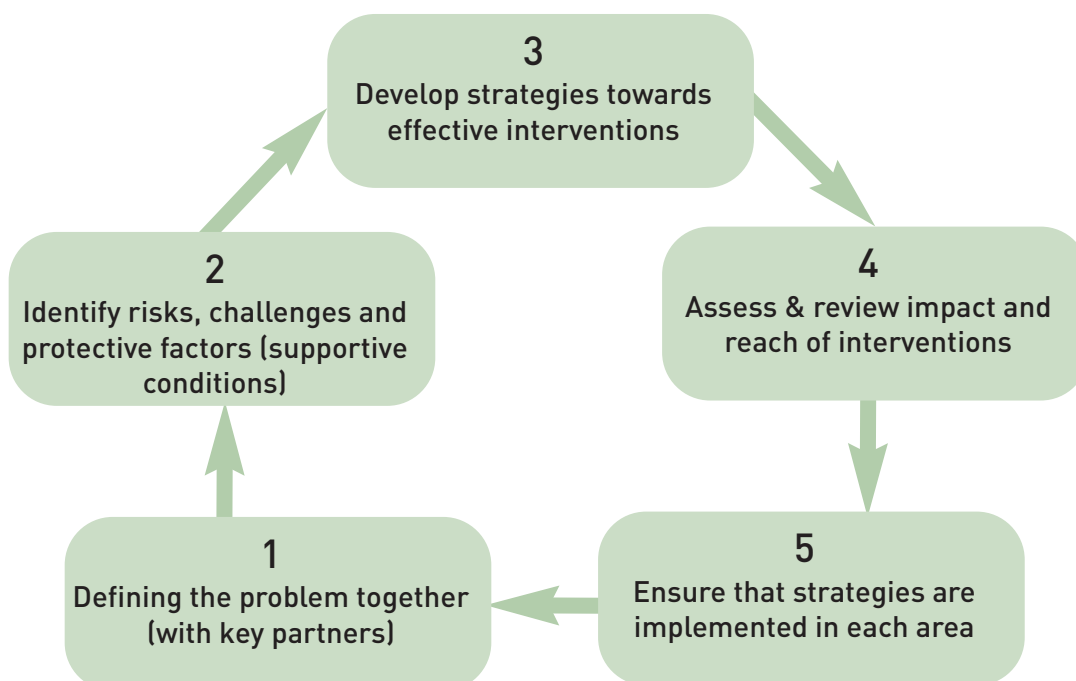 3
Develop strategies towards
effective interventions
2
Identify risks, challenges and
protective factors (supportive
conditions)
4
Assess & review impact and
reach of interventions
1
Defining the problem together
(with key partners)
5
Ensure that strategies are
implemented in each area